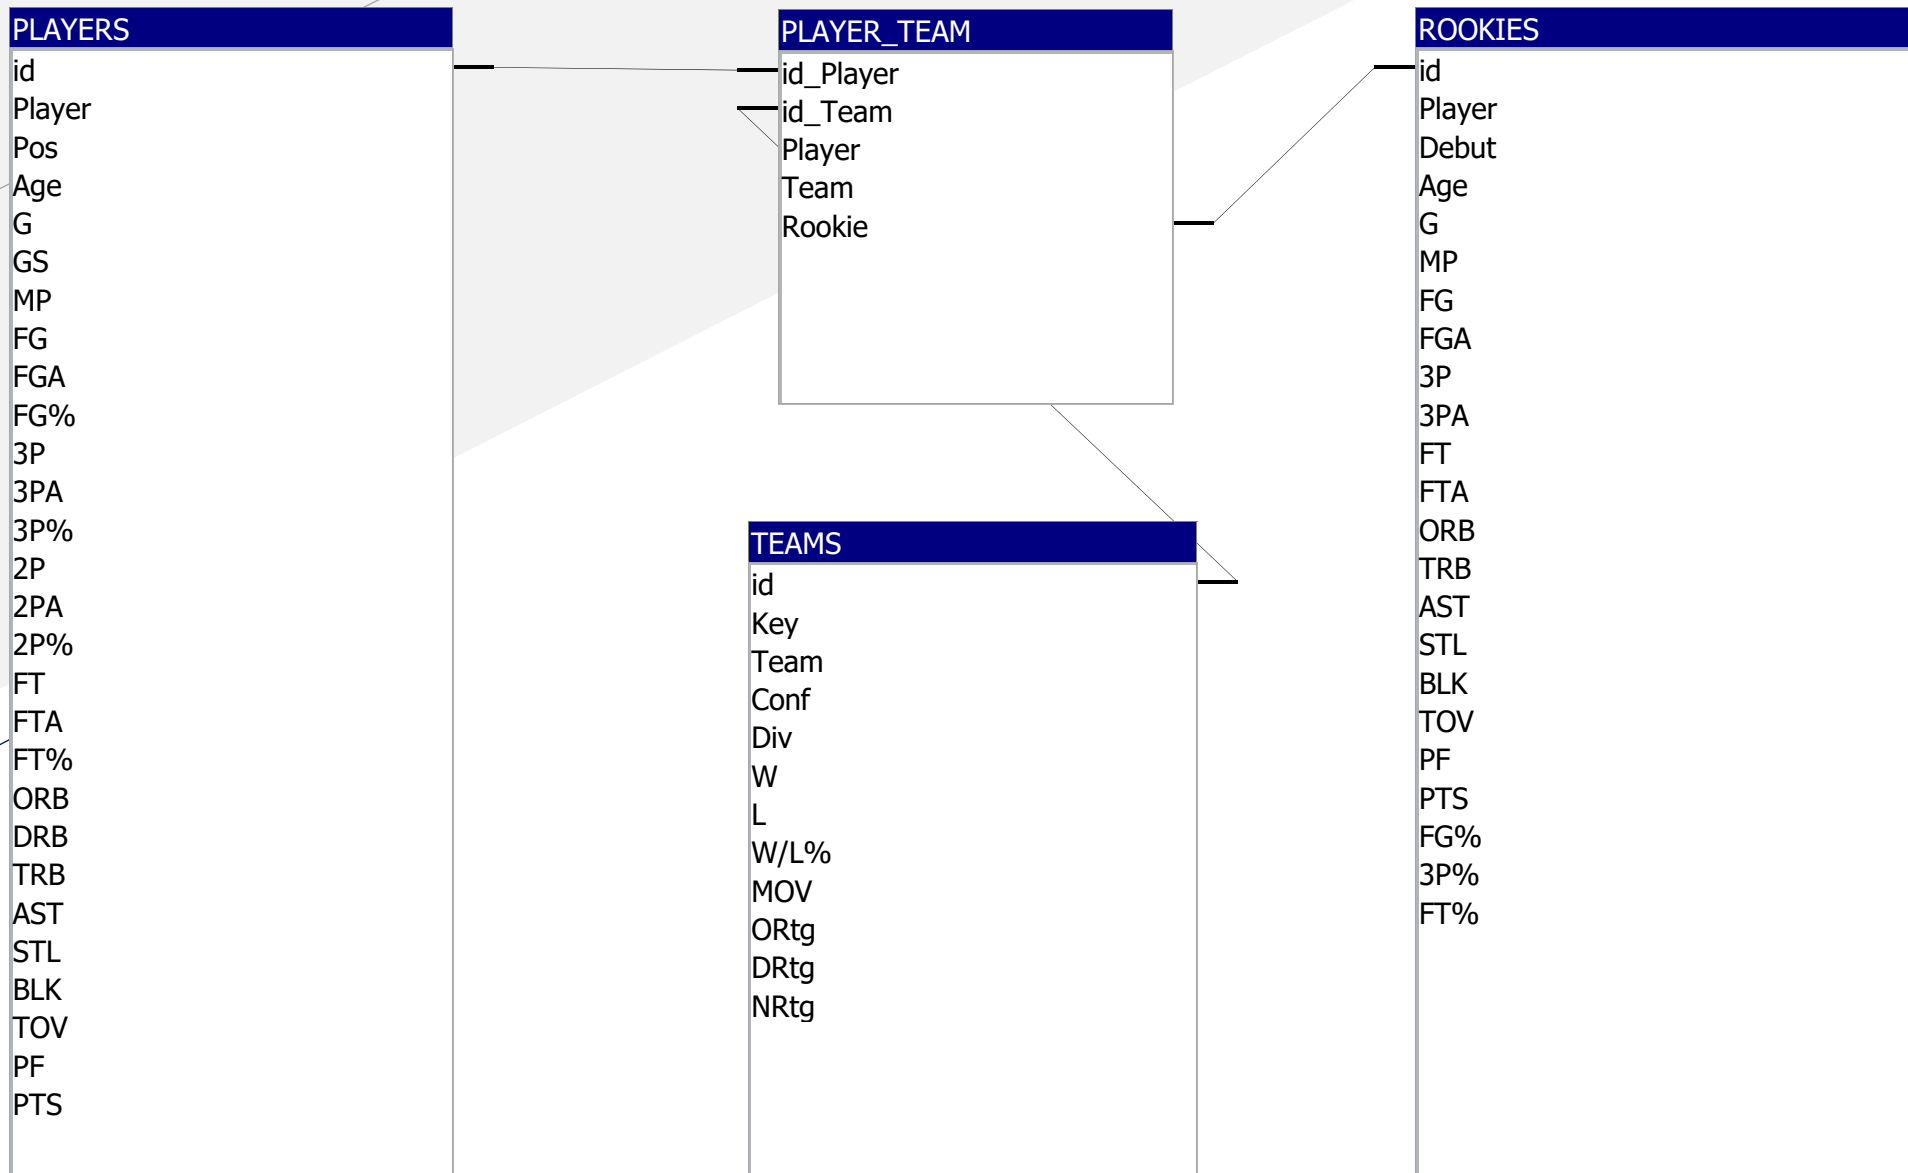 PLAYERS
id
Player
Pos
Age
G
GS
MP
FG
FGA
FG%
3P
3PA
3P%
2P
2PA
2P%
FT
FTA
FT%
ORB
DRB
TRB
AST
STL
BLK
TOV
PF
PTS
PLAYER_TEAM
id_Player
id_Team
Player
Team
Rookie
TEAMS
id
Key
Team
Conf
Div
W
L
W/L%
MOV
ORtg
DRtg
NRtg
ROOKIES
id
Player
Debut
Age
G
MP
FG
FGA
3P
3PA
FT
FTA
ORB
TRB
AST
STL
BLK
TOV
PF
PTS
FG%
3P%
FT%